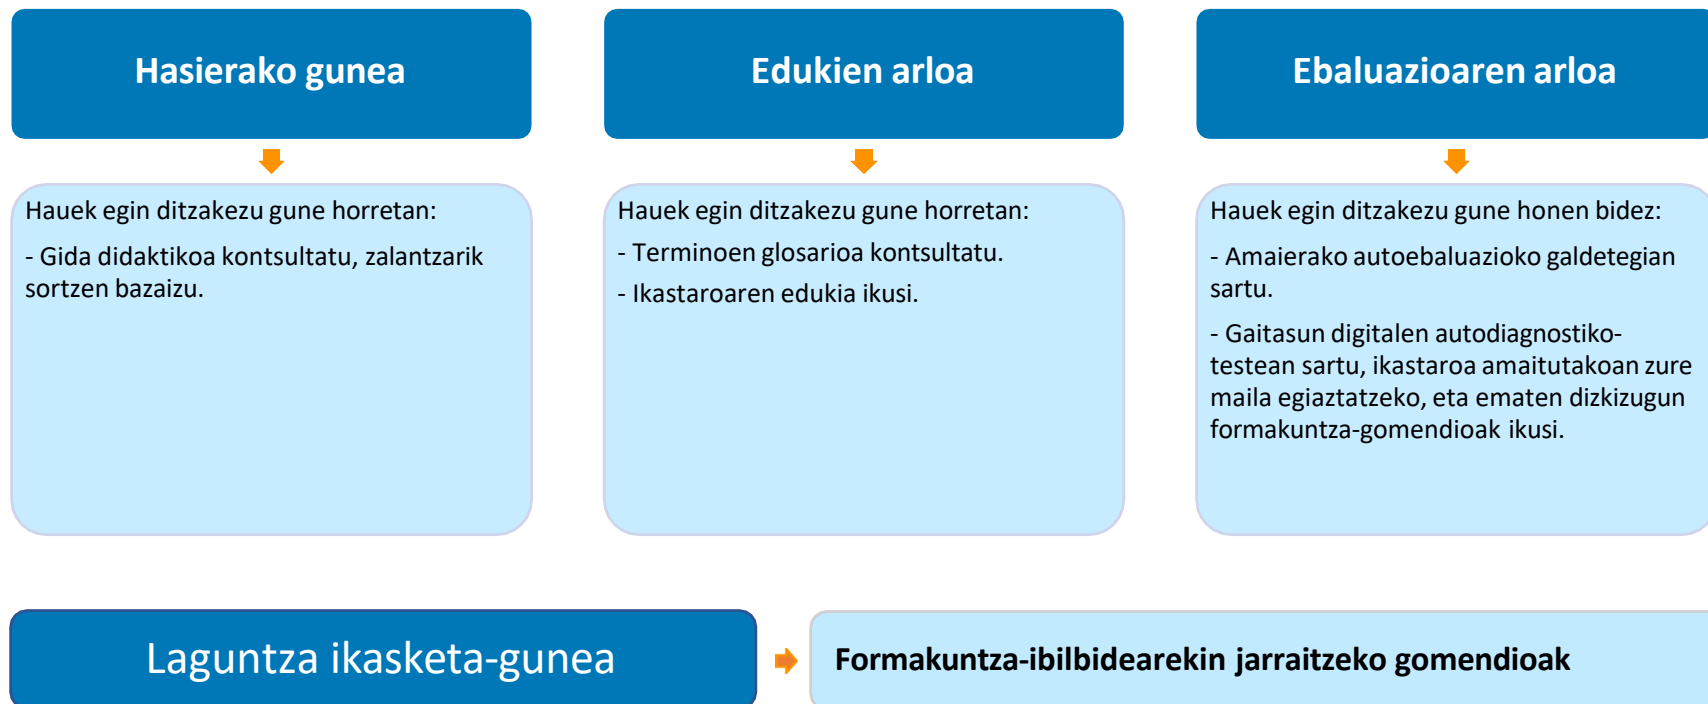 Hasierako gunea
Hauek egin ditzakezu gune horretan:
- Gida didaktikoa kontsultatu, zalantzarik
sortzen bazaizu.
Edukien arloa
Hauek egin ditzakezu gune horretan:
- Terminoen glosarioa kontsultatu.
- Ikastaroaren edukia ikusi.
Ebaluazioaren arloa
Hauek egin ditzakezu gune honen bidez:
- Amaierako autoebaluazioko galdetegian
sartu.
- Gaitasun digitalen autodiagnostiko-
testean sartu, ikastaroa amaitutakoan zure
maila egiaztatzeko, eta ematen dizkizugun
formakuntza-gomendioak ikusi.
Laguntza ikasketa-gunea
Formakuntza-ibilbidearekin jarraitzeko gomendioak